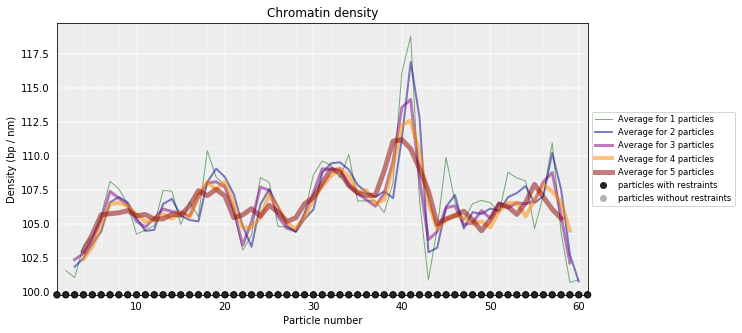 Chromatin density
Density (bp / nm)
117.5
115.0
112.5
110.0
107.5
105.0
102.5
100.0
10
20
30
40
50
60
Particle number
Average for 1 particles
Average for 2 particles
Average for 3 particles
Average for 4 particles
Average for 5 particles
particles with restraints
particles without restraints